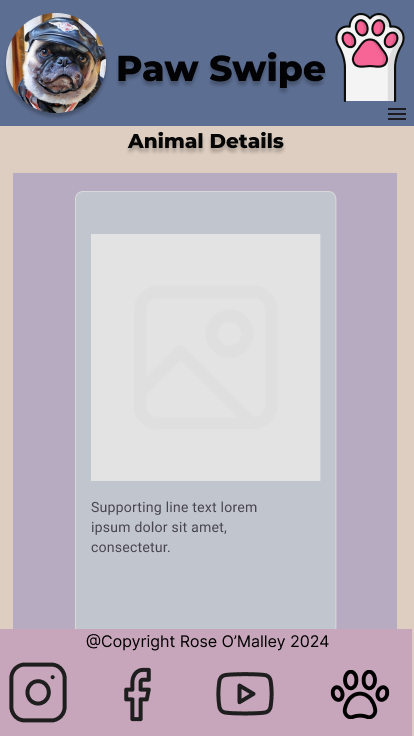 Paw Swipe
Animal Details
Supporting line text lorem
ipsum dolor sit amet,
consectetur.
@Copyright Rose O’Malley 2024